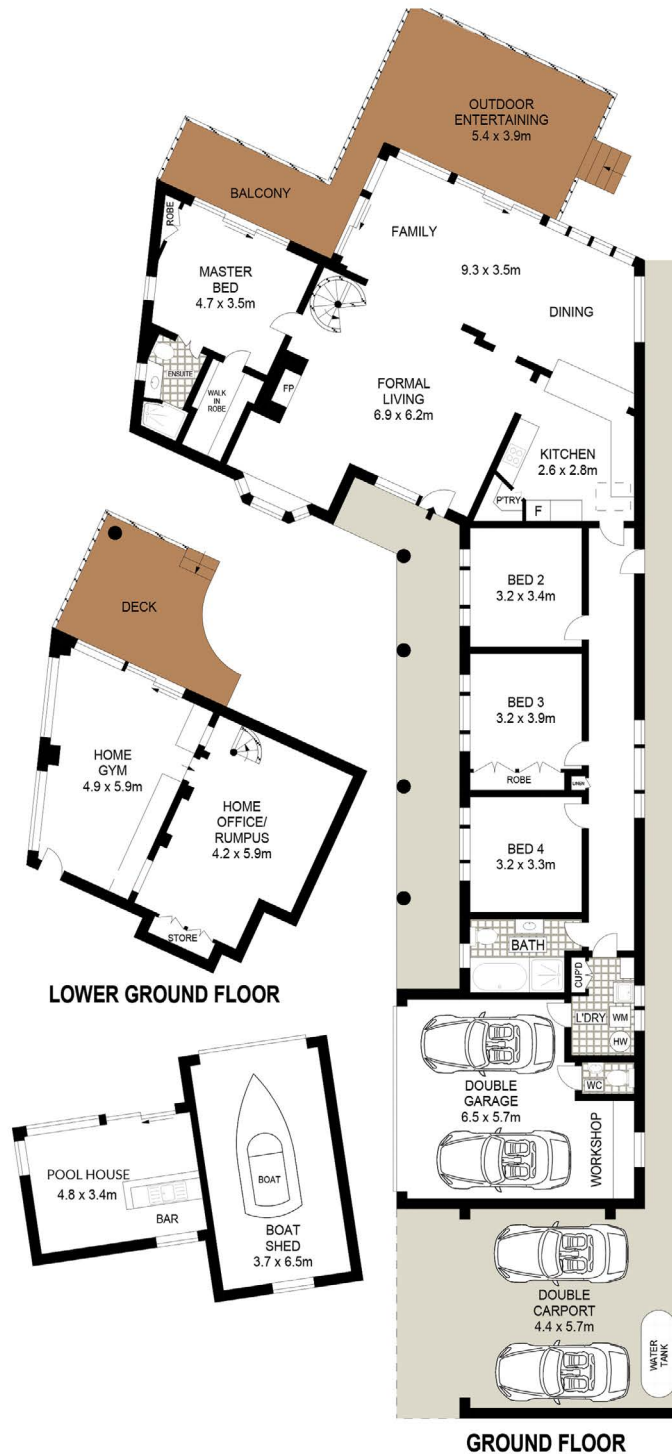 OUTDOOR
ENTERTAINING
5.4 x 3.9m
BALCONY
ROBE
FAMILY
MASTER
BED
4.7 x 3.5m
9.3 x 3.5m
DINING
ENSUITE
WALK
IN
ROBE
FP
FORMAL
LIVING
6.9 x 6.2m
KITCHEN
2.6 x 2.8m
P'TRY
F
BED 2
3.2 x 3.4m
DECK
BED 3
3.2 x 3.9m
ROBE
LINEN
HOME
GYM
4.9 x 5.9m
HOME
OFFICE/
RUMPUS
4.2 x 5.9m
BED 4
3.2 x 3.3m
STORE
BATH
CUP'D
LOWER GROUND FLOOR
L'DRY
WM
HW
DOUBLE
GARAGE
6.5 x 5.7m
WC
WORKSHOP
POOL HOUSE
4.8 x 3.4m
BAR
BOAT
BOAT
SHED
3.7 x 6.5m
DOUBLE
CARPORT
4.4 x 5.7m
WATER
TANK
GROUND FLOOR